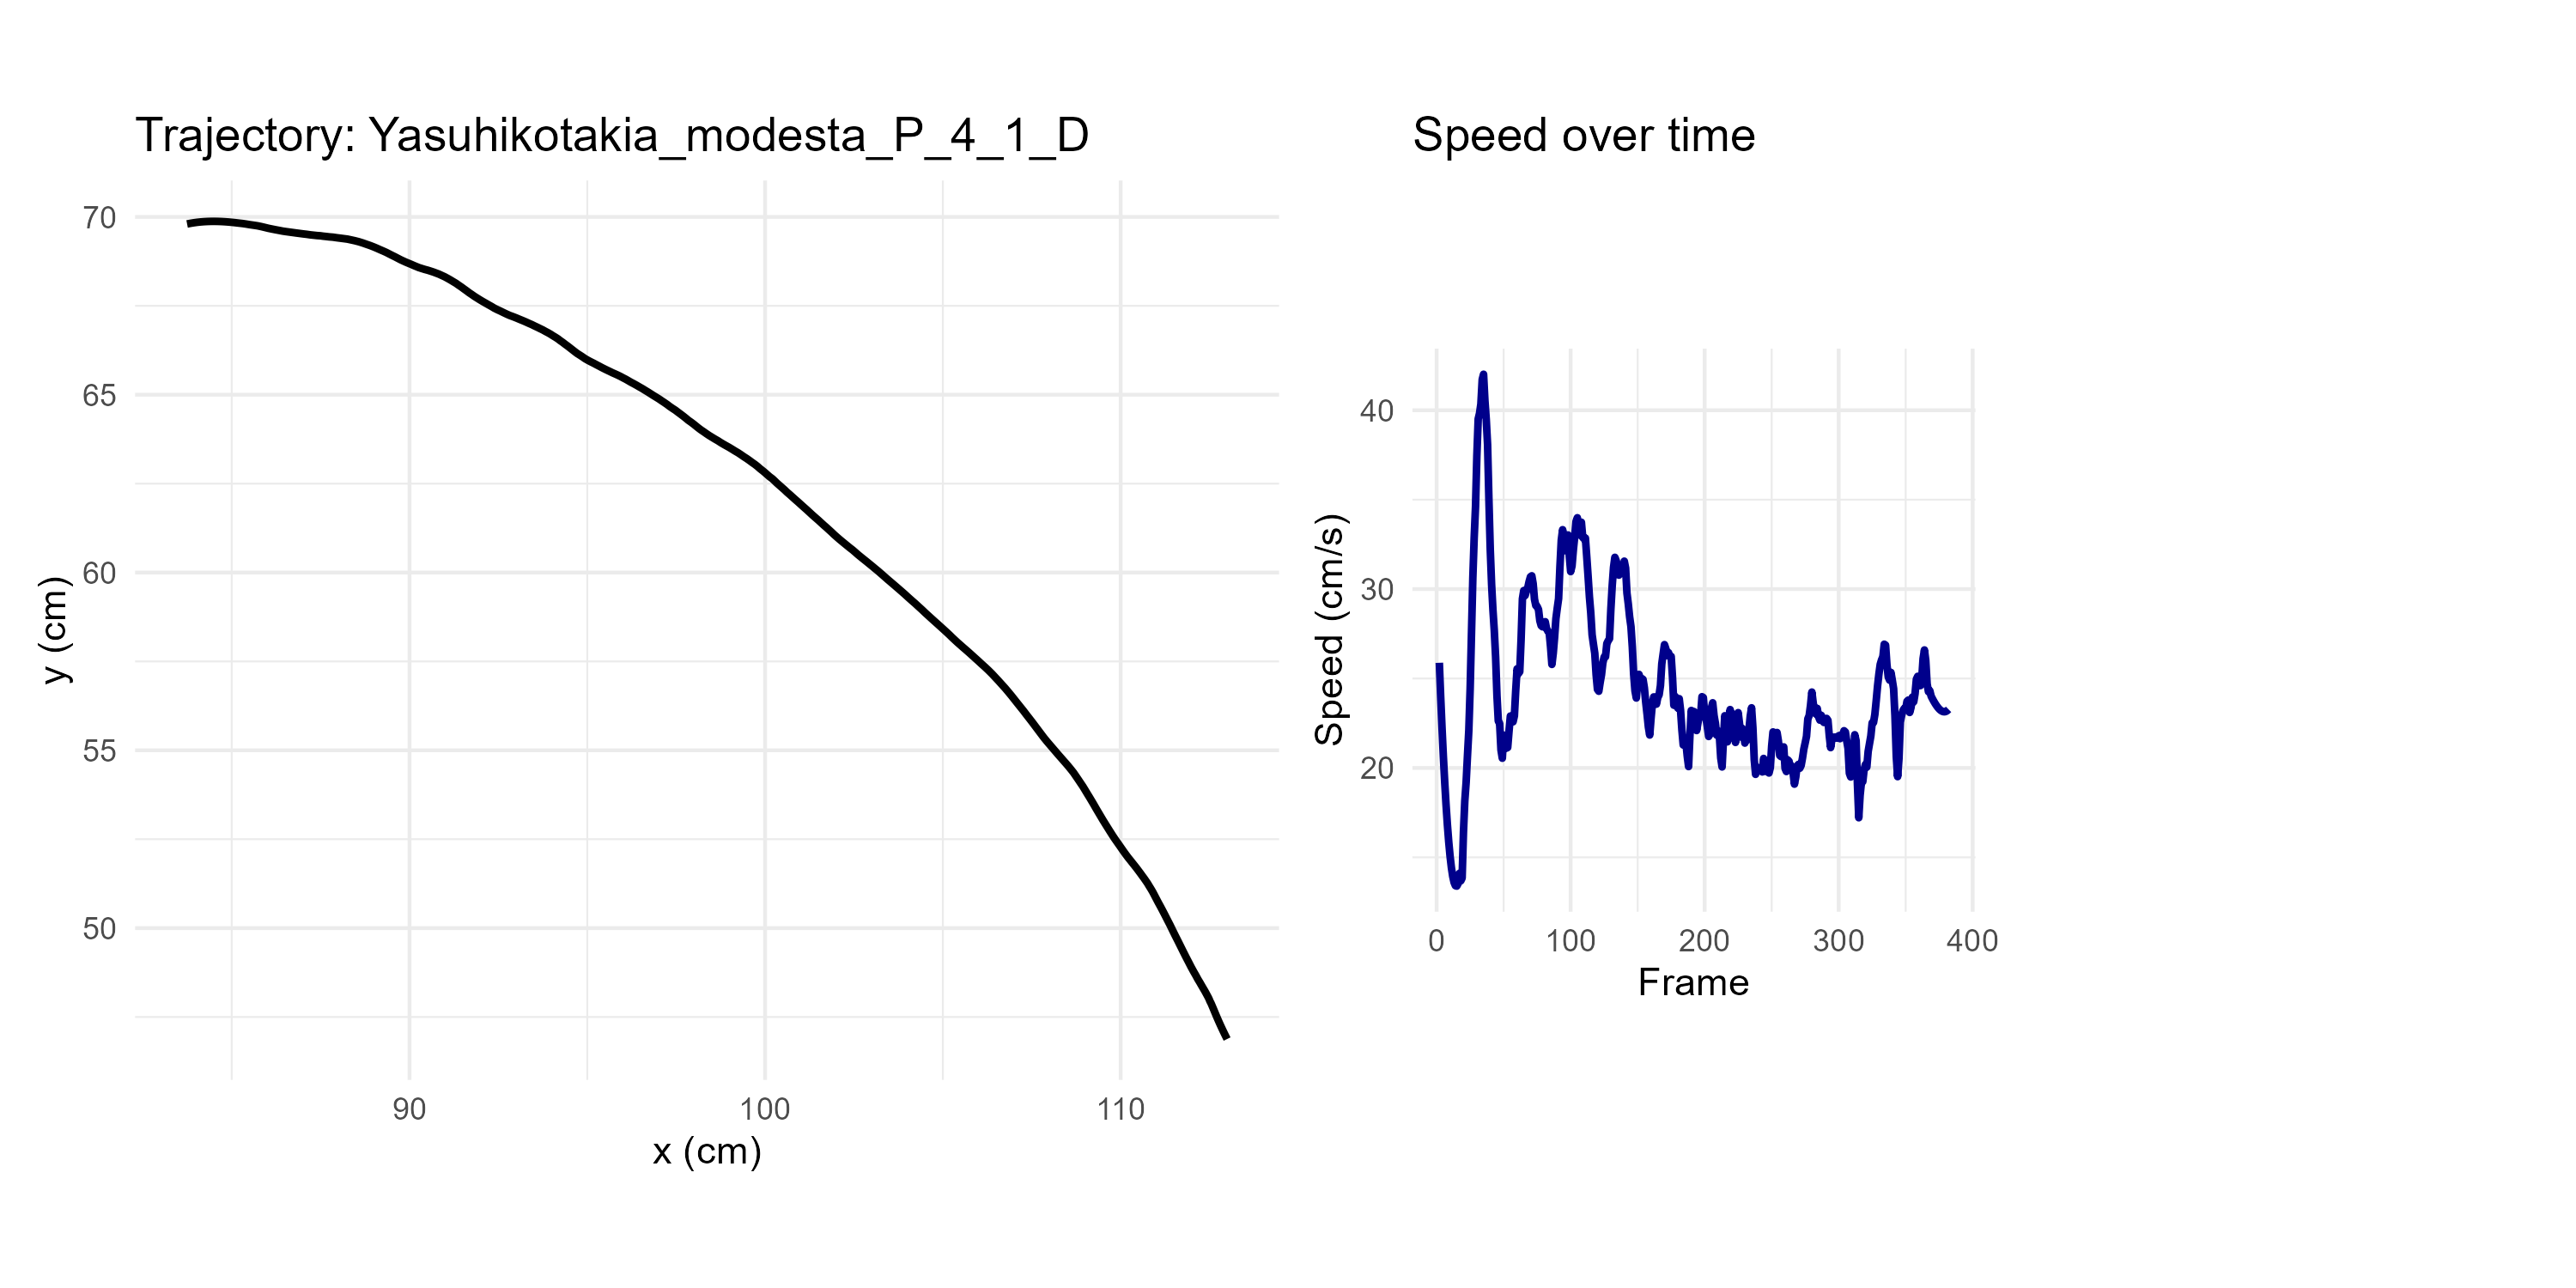 Trajectory: Yasuhikotakia_modesta_P_4_1_D
70
65
60
55
50
y (cm)
90 100 110
x (cm)
Speed over time
40
30
20
Speed (cm/s)
0 100 200 300 400
Frame